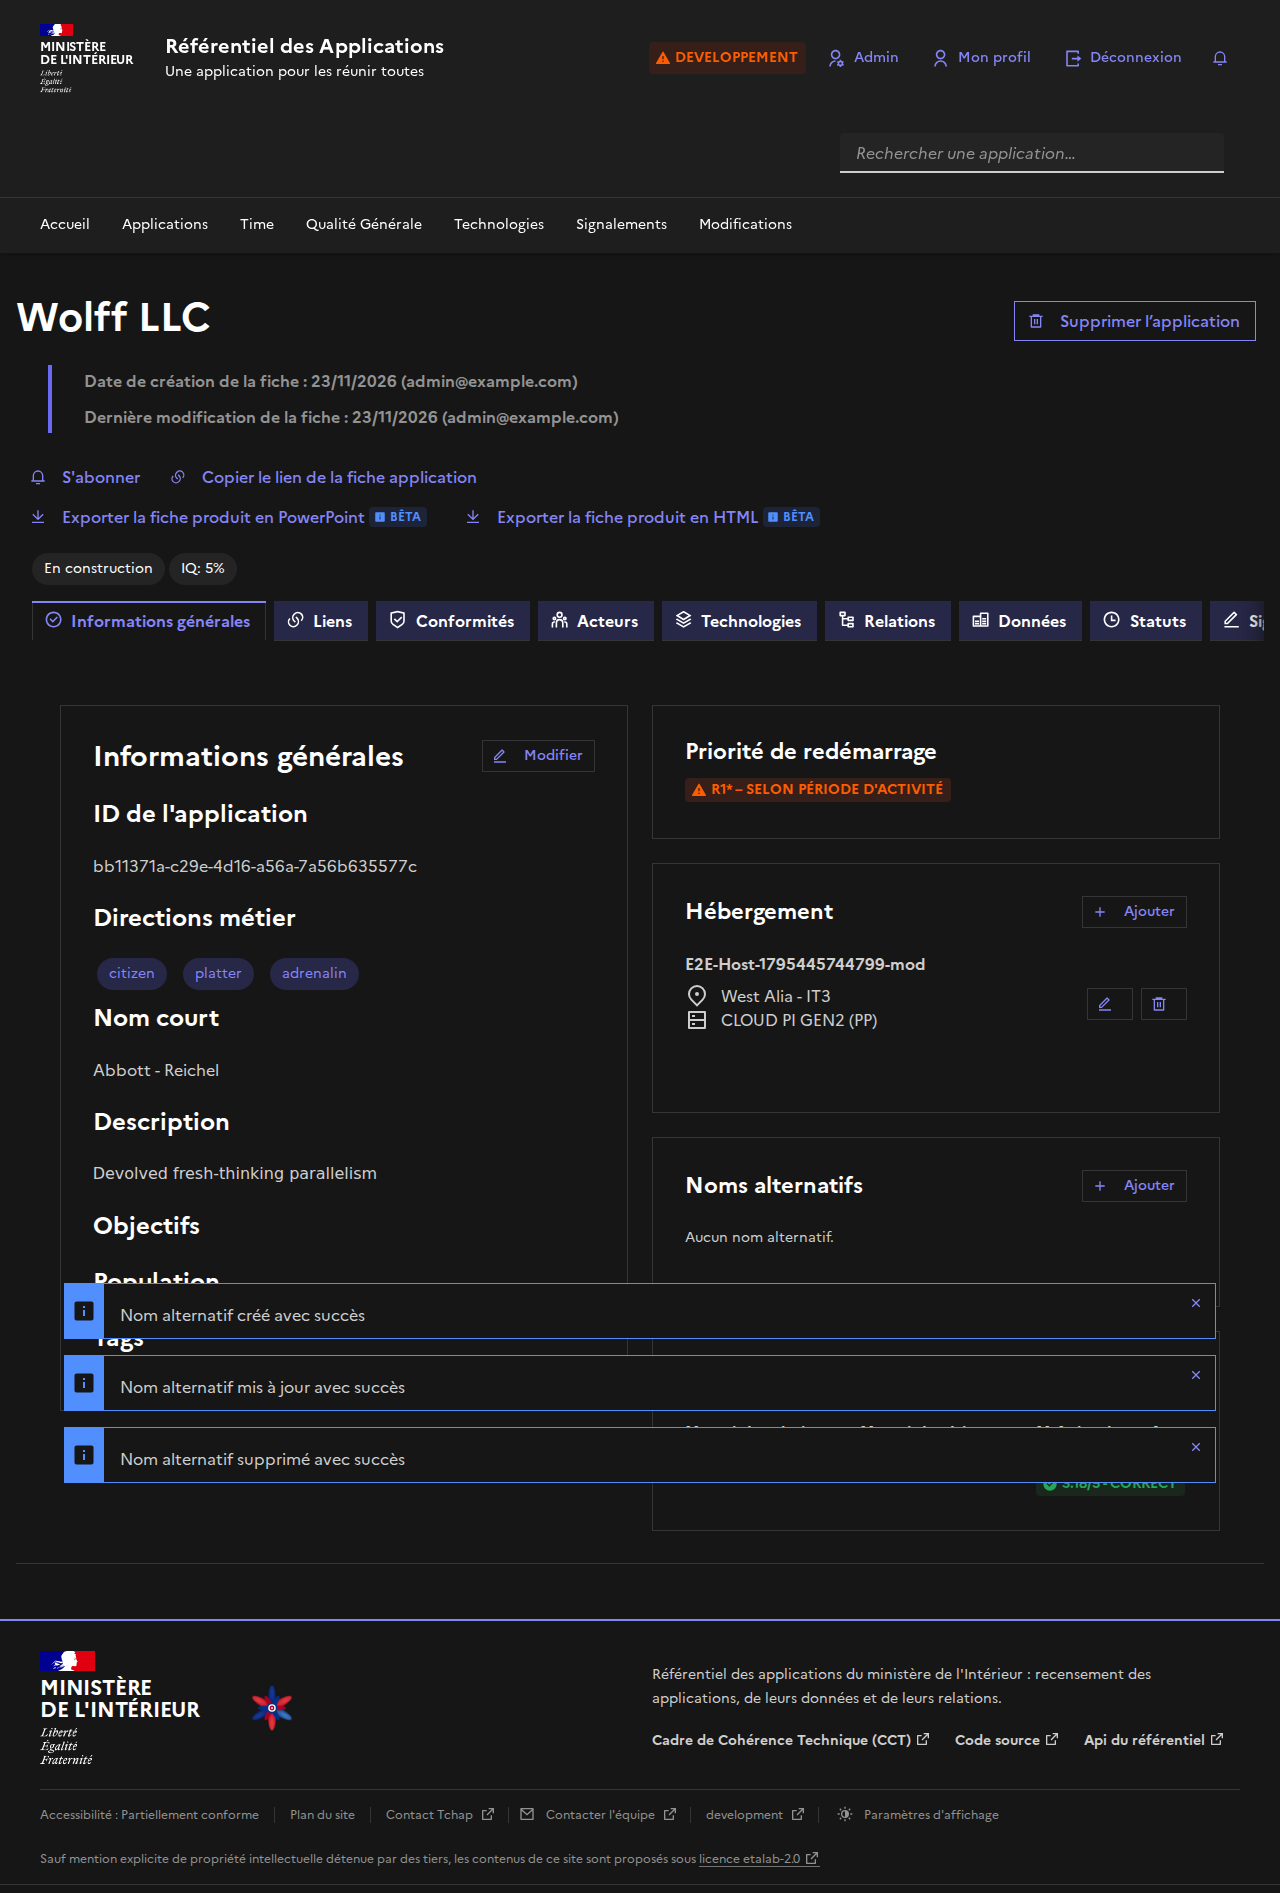 MINISTÈRE
DE L'INTÉRIEUR
Liberté
Égalité
Fraternité
Référentiel des Applications
Une application pour les réunir toutes
DEVELOPPEMENT
Admin
Mon profil
Déconnexion
Rechercher une application...
Accueil
Applications
Time
Qualité Générale
Technologies
Signalements
Modifications
Wolff LLC
Supprimer l'application
Date de création de la fiche : 23/11/2026 (admin@example.com)
Dernière modification de la fiche : 23/11/2026 (admin@example.com)
S'abonner
Copier le lien de la fiche application
Exporter la fiche produit en PowerPoint BÊTA
Exporter la fiche produit en HTML BÊTA
En construction
IQ: 5%
Informations générales
Liens
Conformités
Acteurs
Technologies
Relations
Données
Statuts
Informations générales
Modifier
ID de l'application
bb11371a-c29e-4d16-a56a-7a56b635577c
Directions métier
citizen
platter
adrenalin
Nom court
Abbott - Reichel
Description
Devolved fresh-thinking parallelism
Objectifs
Population
Tags
Priorité de redémarrage
R1* – SELON PÉRIODE D'ACTIVITÉ
Hébergement
Ajouter
E2E-Host-1795445744799-mod
West Alia - IT3
CLOUD PI GEN2 (PP)
Noms alternatifs
Ajouter
Aucun nom alternatif.
Nom alternatif créé avec succès
Nom alternatif mis à jour avec succès
Nom alternatif supprimé avec succès
3.18/5 - CORRECT
MINISTÈRE
DE L'INTÉRIEUR
Liberté
Égalité
Fraternité
Référentiel des applications du ministère de l'Intérieur : recensement des
applications, de leurs données et de leurs relations.
Cadre de Cohérence Technique (CCT)
Code source
Api du référentiel
Accessibilité : Partiellement conforme
Plan du site
Contact Tchap
Contacter l'équipe
development
Paramètres d'affichage
Sauf mention explicite de propriété intellectuelle détenue par des tiers, les contenus de ce site sont proposés sous licence etalab-2.0